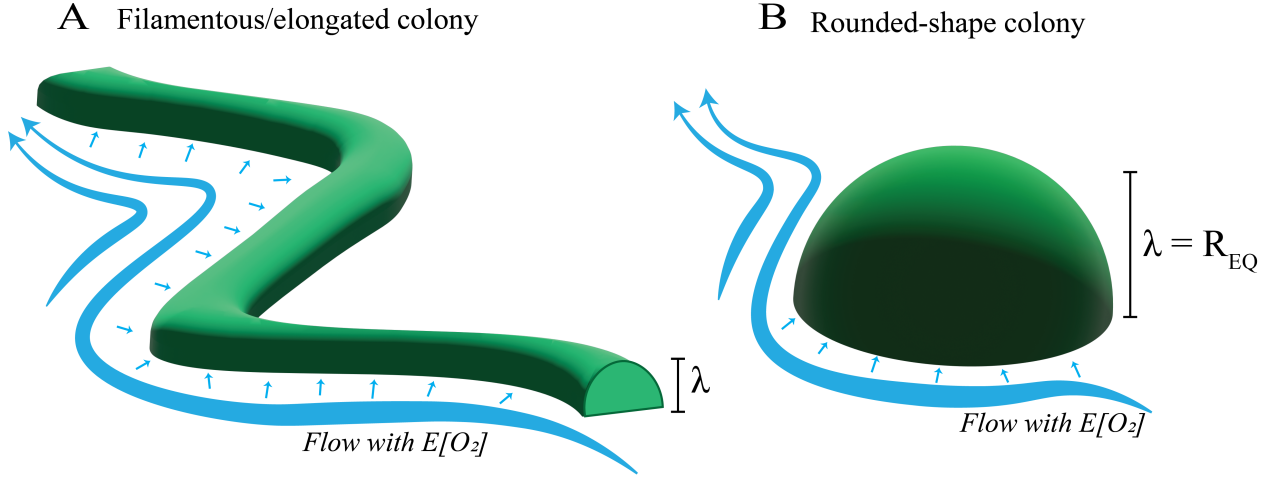 A Filamentous/elongated colony
B Rounded-shape colony
λ
λ = R_EQ
Flow with E[O₂]
Flow with E[O₂]